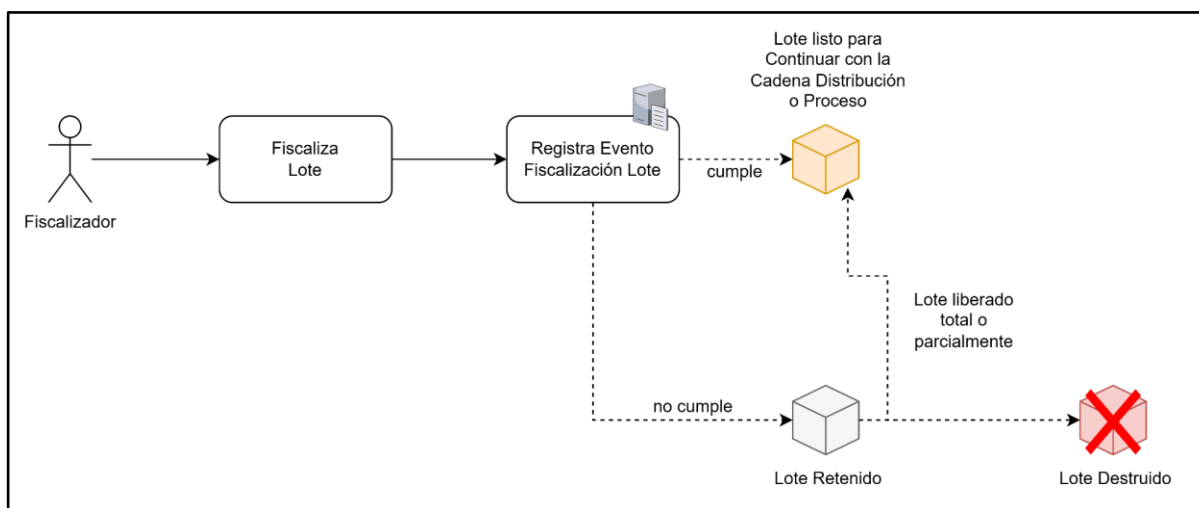 Lote listo para
Continuar con la
Cadena Distribución
o Proceso
Fiscaliza
Lote
Registra Evento
Fiscalización Lote
cumple
Fiscalizador
Lote liberado
total o
parcialmente
no cumple
Lote Retenido
Lote Destruido